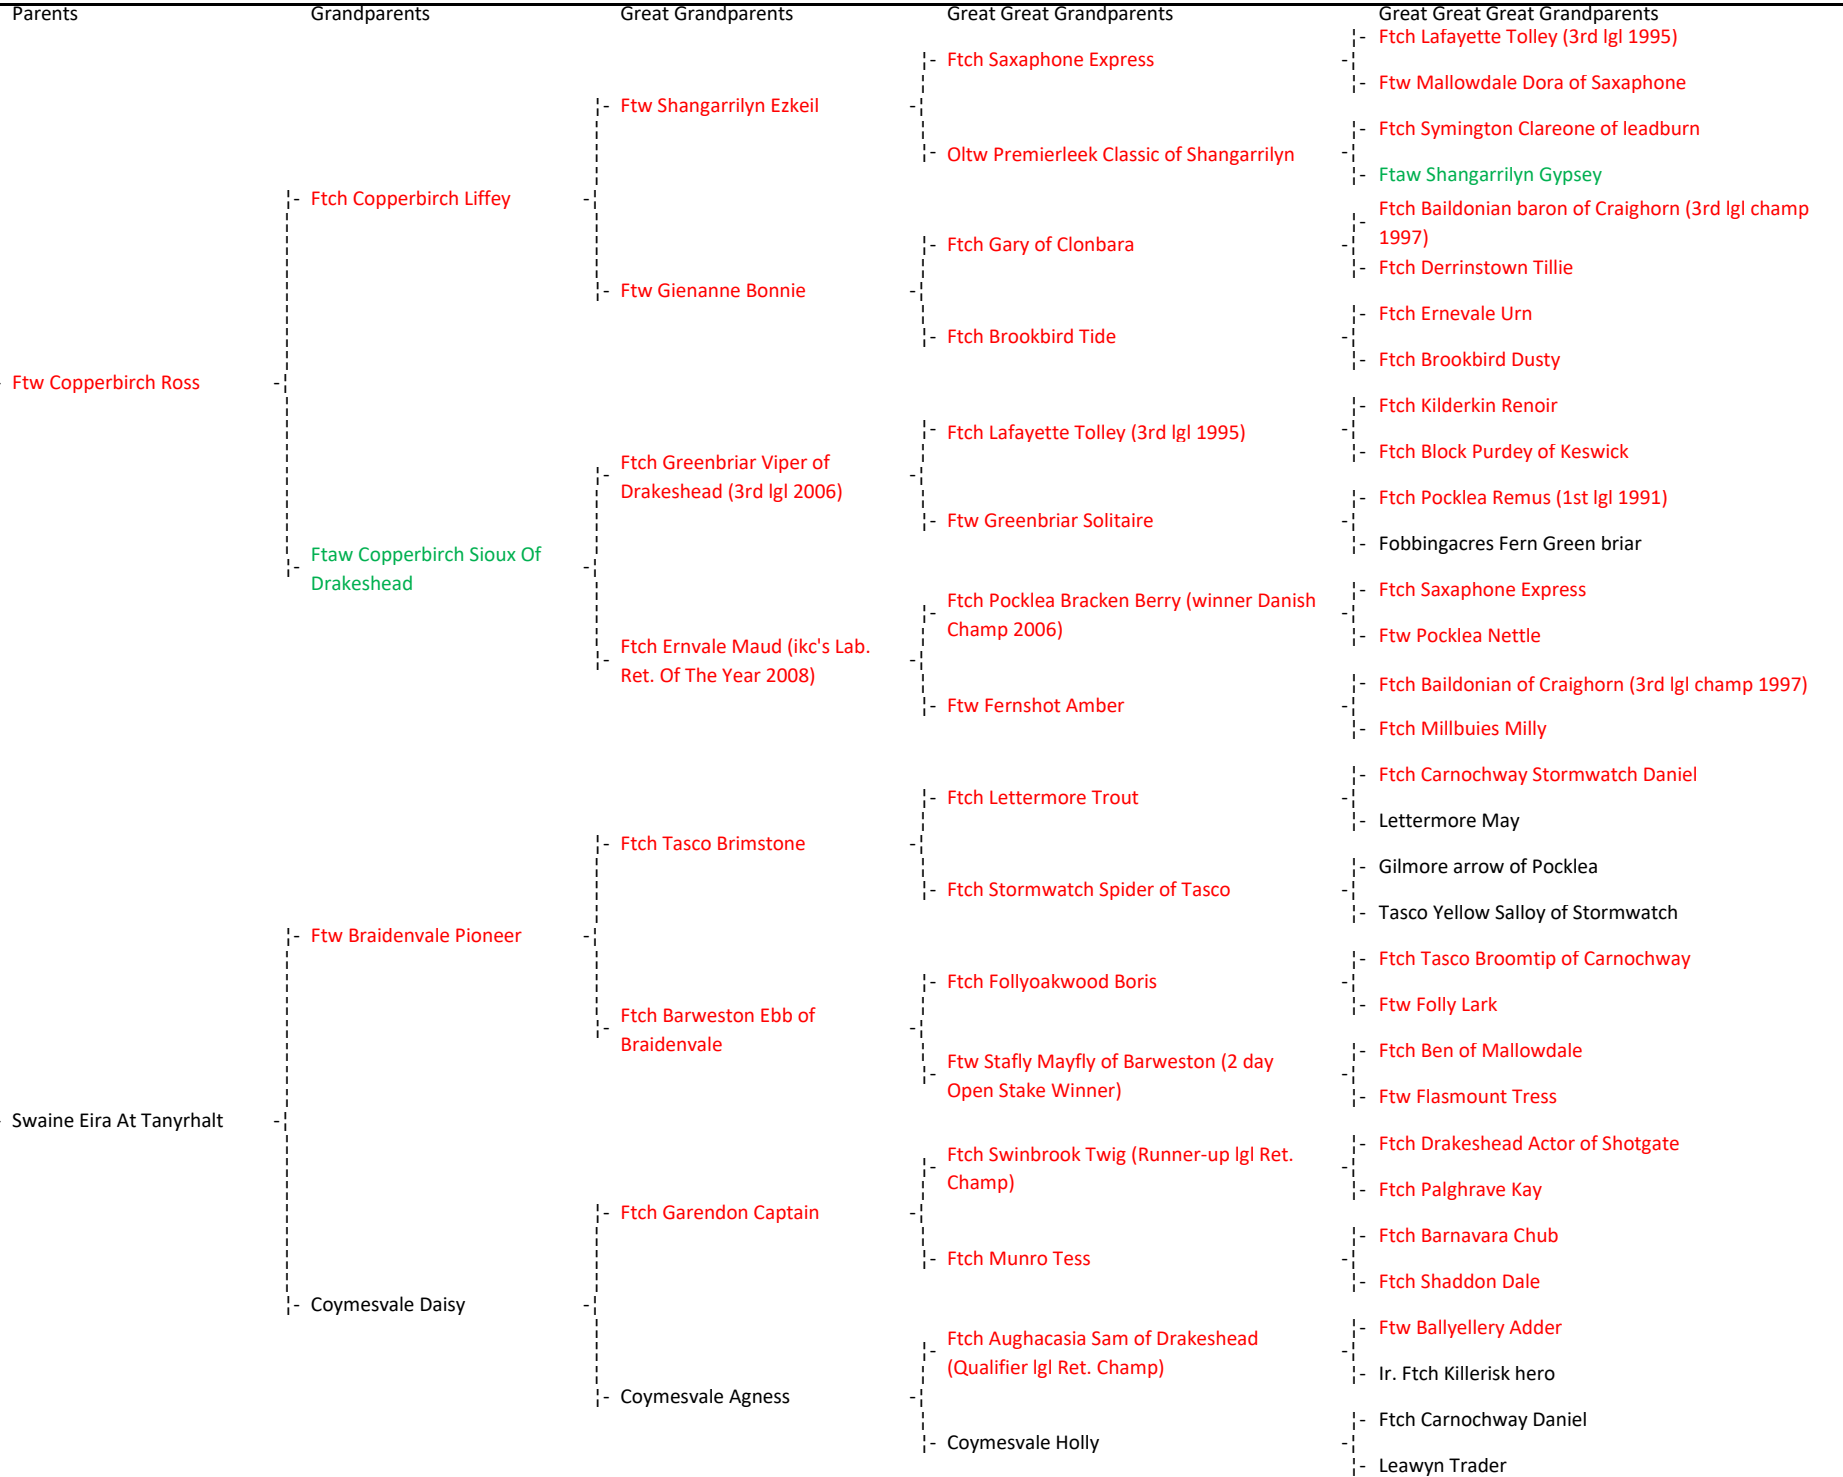 Parents Grandparents Great Grandparents Great Great Grandparents Great Great Great Grandparents
Ftw Copperbirch Ross
Swaine Eira At Tanyrhalt
Ftch Copperbirch Liffey
Ftaw Copperbirch Sioux Of
Drakeshead
Ftw Braidenvale Pioneer
Coymesvale Daisy
Ftw Shangarrilyn Ezkeil
Ftw Gienanne Bonnie
Ftch Greenbriar Viper of
Drakeshead (3rd lgl 2006)
Ftch Ernvale Maud (ikc's Lab.
Ret. Of The Year 2008)
Ftch Tasco Brimstone
Ftch Barweston Ebb of
Braidenvale
Ftch Garendon Captain
Coymesvale Agness
Ftch Saxaphone Express
Oltw Premierleek Classic of Shangarrilyn
Ftch Gary of Clonbara
Ftch Brookbird Tide
Ftch Lafayette Tolley (3rd lgl 1995)
Ftw Greenbriar Solitaire
Ftch Pocklea Bracken Berry (winner Danish
Champ 2006)
Ftw Fernshot Amber
Ftch Lettermore Trout
Ftch Stormwatch Spider of Tasco
Ftch Follyoakwood Boris
Ftw Stafly Mayfly of Barweston (2 day
Open Stake Winner)
Ftch Swinbrook Twig (Runner-up lgl Ret.
Champ)
Ftch Munro Tess
Ftch Aughacasia Sam of Drakeshead
(Qualifier lgl Ret. Champ)
Coymesvale Holly
Ftch Lafayette Tolley (3rd lgl 1995)
Ftw Mallowdale Dora of Saxaphone
Ftch Symington Clareone of leadburn
Ftaw Shangarrilyn Gypsey
Ftch Baildonian baron of Craighorn (3rd lgl champ
1997)
Ftch Derrinstown Tillie
Ftch Ernevale Urn
Ftch Brookbird Dusty
Ftch Kilderkin Renoir
Ftch Block Purdey of Keswick
Ftch Pocklea Remus (1st lgl 1991)
Fobbingacres Fern Green briar
Ftch Saxaphone Express
Ftw Pocklea Nettle
Ftch Baildonian of Craighorn (3rd lgl champ 1997)
Ftch Millbuies Milly
Ftch Carnochway Stormwatch Daniel
Lettermore May
Gilmore arrow of Pocklea
Tasco Yellow Salloy of Stormwatch
Ftch Tasco Broomtip of Carnochway
Ftw Folly Lark
Ftch Ben of Mallowdale
Ftw Flasmount Tress
Ftch Drakeshead Actor of Shotgate
Ftch Palghrave Kay
Ftch Barnavara Chub
Ftch Shaddon Dale
Ftw Ballyellery Adder
Ir. Ftch Killerisk hero
Ftch Carnochway Daniel
Leawyn Trader